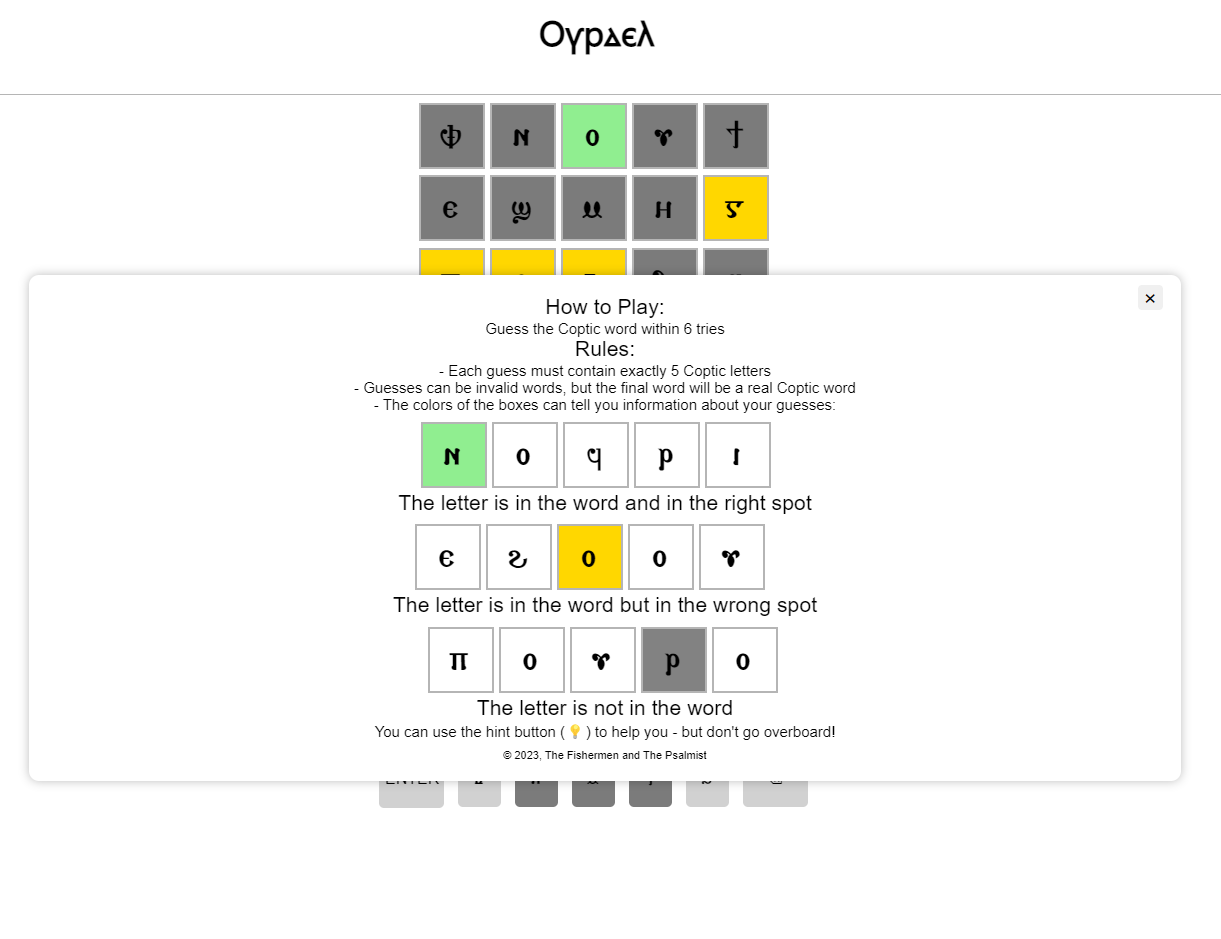 Ⲟⲩⲣⲇⲉⲗ
ⲫ ⲛ ⲟ ⲩ ϯ
ⲉ ϣ ⲙ ⲏ ⲋ
×
How to Play:
Guess the Coptic word within 6 tries
Rules:
- Each guess must contain exactly 5 Coptic letters
- Guesses can be invalid words, but the final word will be a real Coptic word
- The colors of the boxes can tell you information about your guesses:
ⲛ ⲟ ϥ ⲣ ⲓ
The letter is in the word and in the right spot
ⲉ ϩ ⲟ ⲟ ⲩ
The letter is in the word but in the wrong spot
ⲡ ⲟ ⲩ ⲣ ⲟ
The letter is not in the word
You can use the hint button (💡) to help you - but don't go overboard!
© 2023, The Fishermen and The Psalmist
ENTER